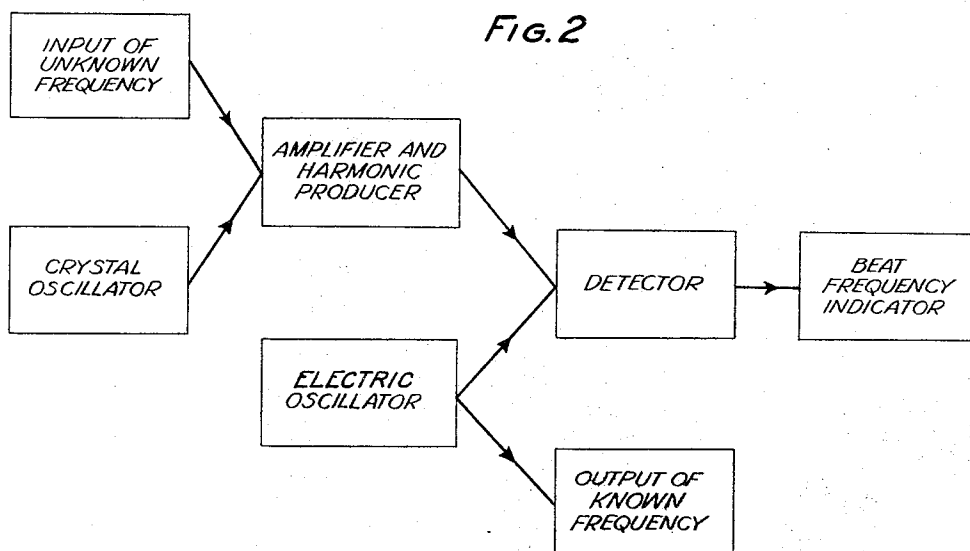 FIG. 2
INPUT OF
UNKNOWN
FREQUENCY
AMPLIFIER AND
HARMONIC
PRODUCER
CRYSTAL
OSCILLATOR
DETECTOR
BEAT
FREQUENCY
INDICATOR
ELECTRIC
OSCILLATOR
OUTPUT OF
KNOWN
FREQUENCY